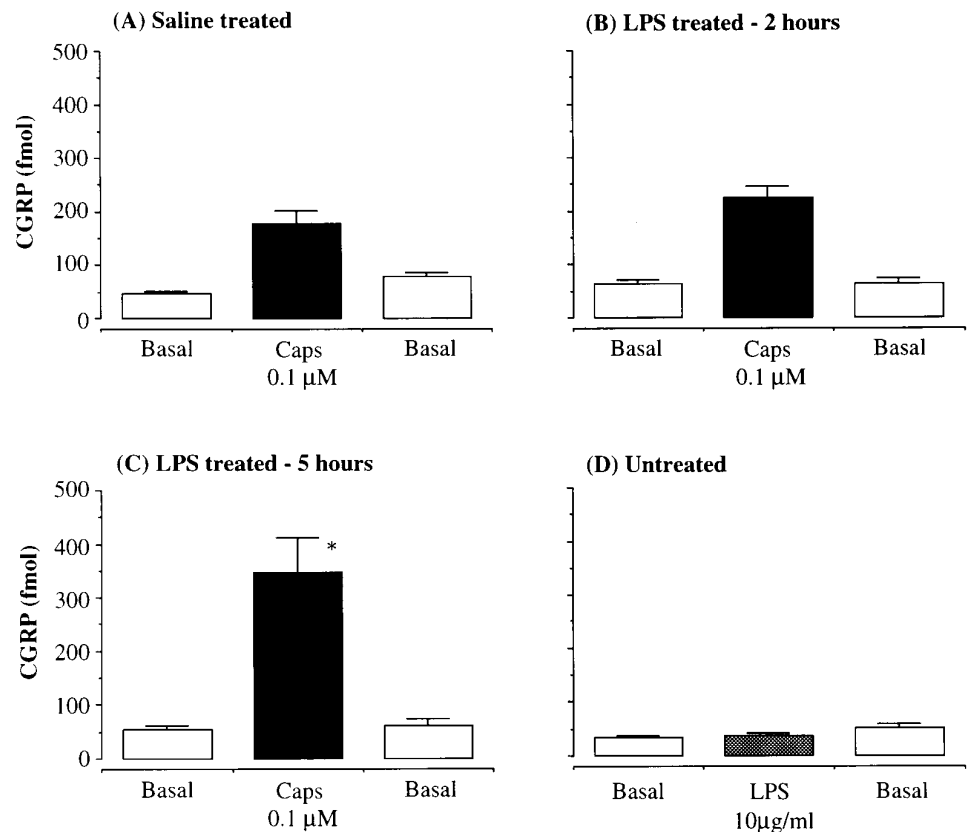 (A) Saline treated
500
400
300
200
100
0
CGRP (fmol)
Basal
Caps
0.1 µM
Basal
(B) LPS treated - 2 hours
Basal
Caps
0.1 µM
Basal
(C) LPS treated - 5 hours
500
400
300
200
100
0
CGRP (fmol)
*
Basal
Caps
0.1 µM
Basal
(D) Untreated
Basal
LPS
10µg/ml
Basal